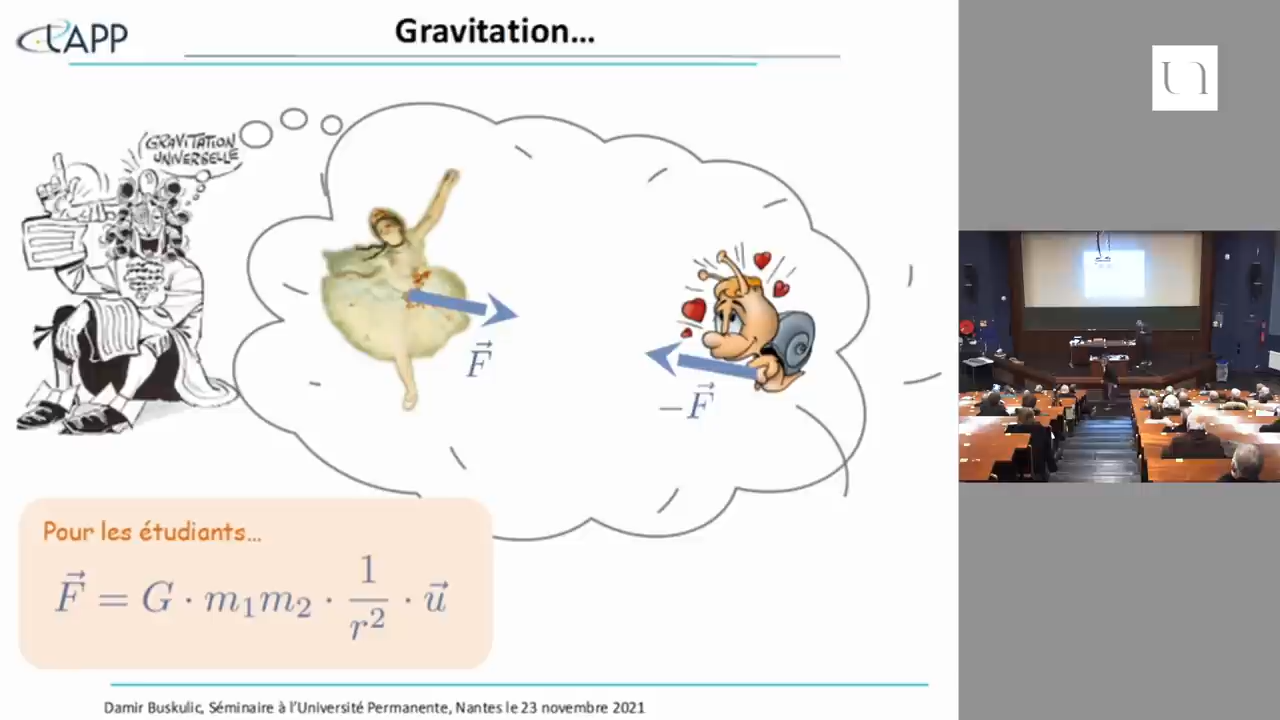 LAPP
Gravitation...
GRAVITATION
UNIVERSELLE
F⃗
−F⃗
Pour les étudiants...
F⃗ = G · m₁m₂ · 1/r² · u⃗
Damir Buskulic, Séminaire à l'Université Permanente, Nantes le 23 novembre 2021